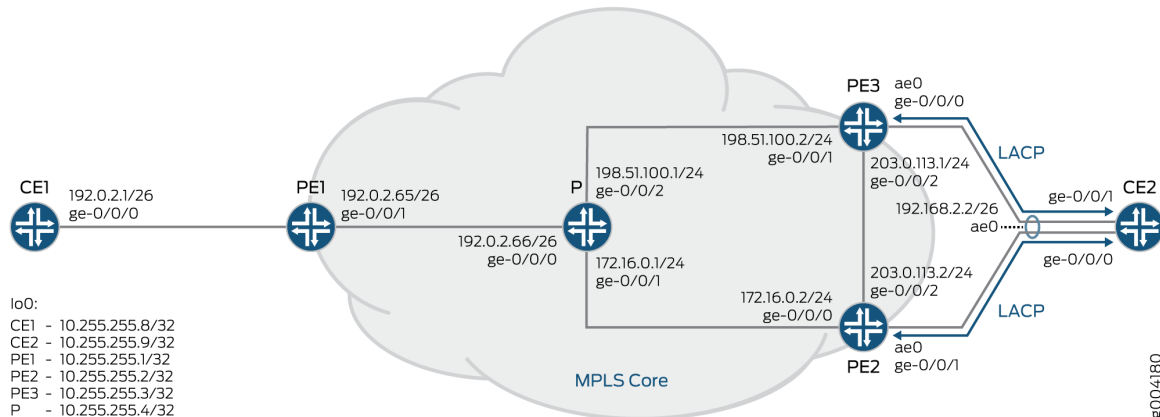 PE3
ae0
ge-0/0/0
198.51.100.2/24
ge-0/0/1
LACP
203.0.113.1/24
ge-0/0/2
CE1
192.0.2.1/26
ge-0/0/0
PE1
192.0.2.65/26
ge-0/0/1
P
198.51.100.1/24
ge-0/0/2
192.168.2.2/26
ae0
ge-0/0/1
CE2
192.0.2.66/26
ge-0/0/0
172.16.0.1/24
ge-0/0/1
203.0.113.2/24
ge-0/0/2
ge-0/0/0
172.16.0.2/24
ge-0/0/0
LACP
PE2
ae0
ge-0/0/1
MPLS Core
lo0:
CE1 - 10.255.255.8/32
CE2 - 10.255.255.9/32
PE1 - 10.255.255.1/32
PE2 - 10.255.255.2/32
PE3 - 10.255.255.3/32
P - 10.255.255.4/32
g004180